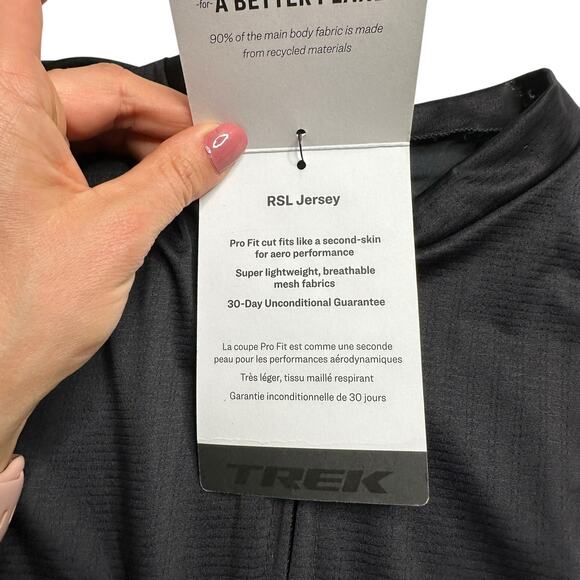 -for- A BETTER PLANET
90% of the main body fabric is made
from recycled materials
RSL Jersey
Pro Fit cut fits like a second-skin
for aero performance
Super lightweight, breathable
mesh fabrics
30-Day Unconditional Guarantee
La coupe Pro Fit est comme une seconde
peau pour les performances aérodynamiques
Très léger, tissu maillé respirant
Garantie inconditionnelle de 30 jours
TREK